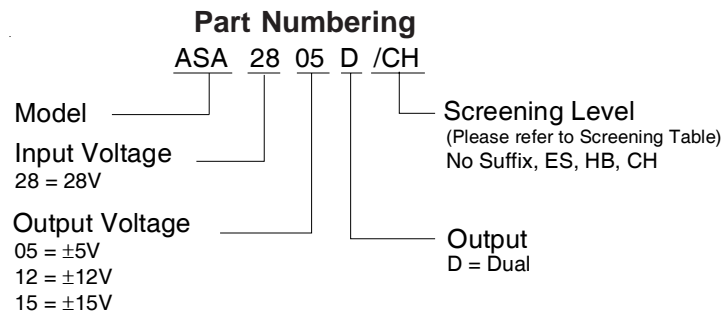 Part Numbering
ASA 28 05 D /CH
Model
Input Voltage
28 = 28V
Output Voltage
05 = ±5V
12 = ±12V
15 = ±15V
Screening Level
(Please refer to Screening Table)
No Suffix, ES, HB, CH
Output
D = Dual